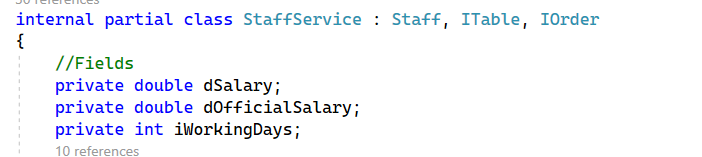 internal partial class StaffService : Staff, ITable, IOrder
{
//Fields
private double dSalary;
private double dOfficialSalary;
private int iWorkingDays;
10 references